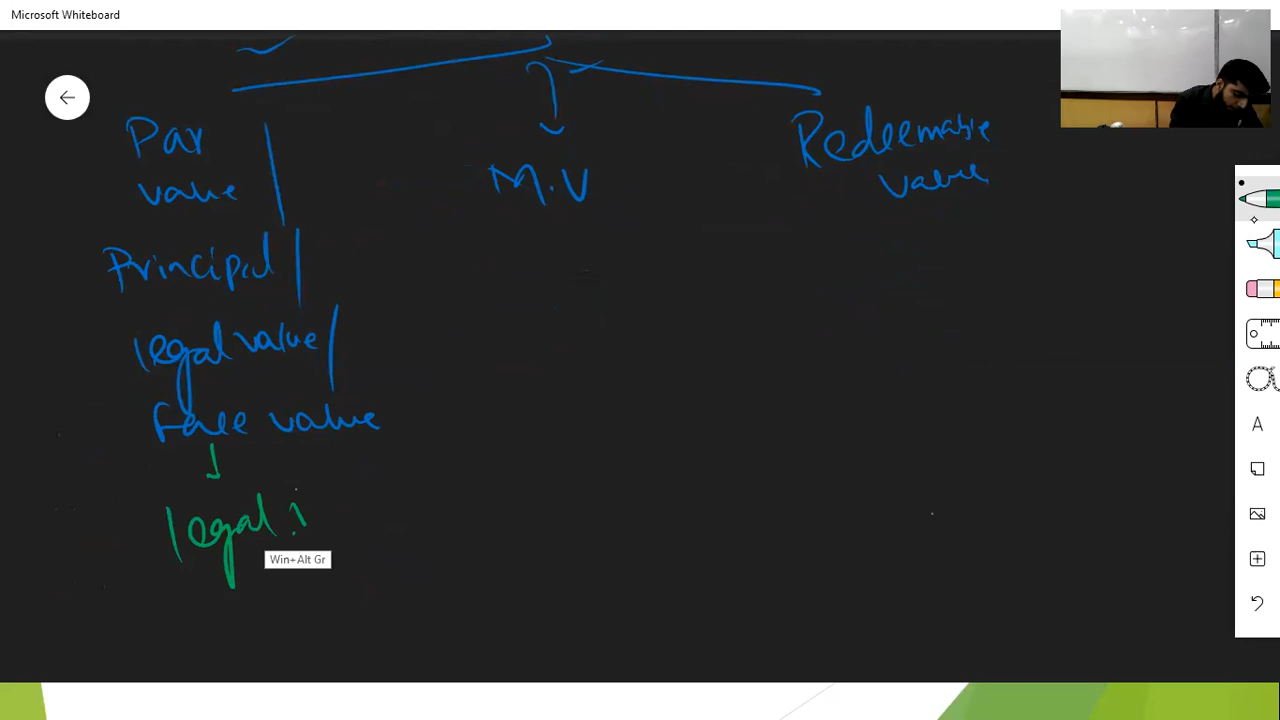 Microsoft Whiteboard
Par
value
Principal
legal value
Face value
legal
M.V
Redeemable
value
Win+Alt Gr
A